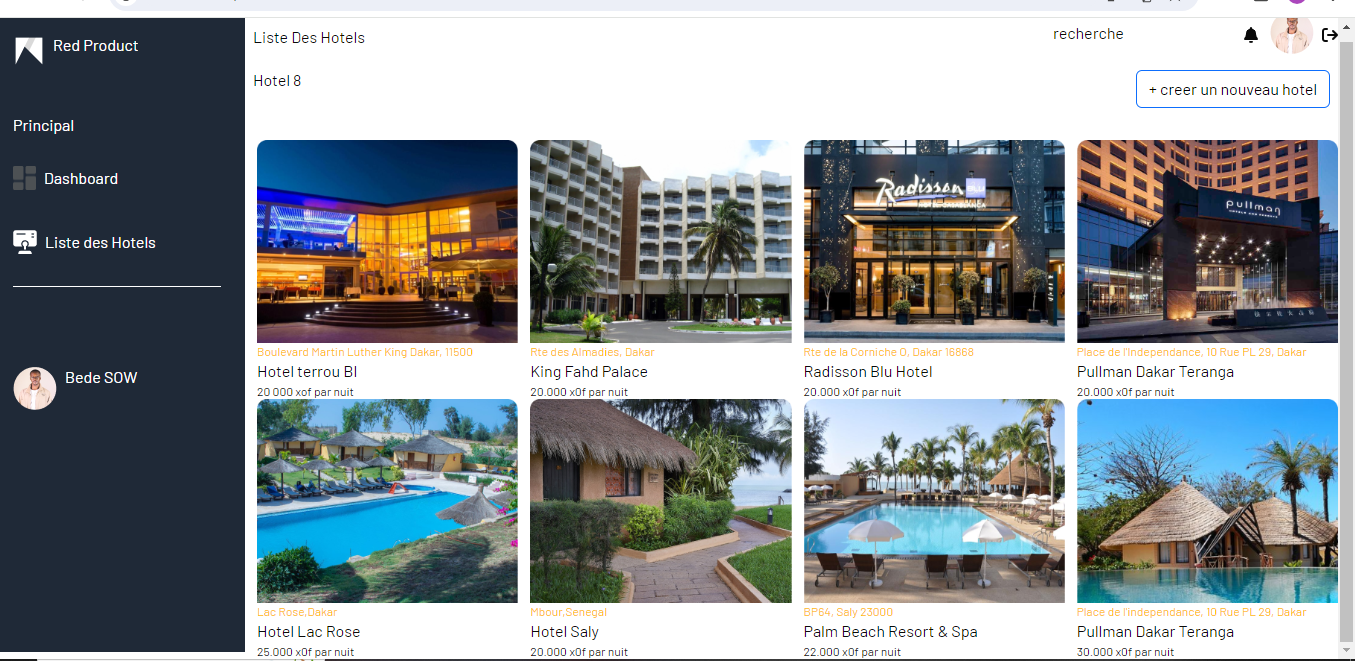 Red Product
Liste Des Hotels
recherche
Hotel 8
+ creer un nouveau hotel
Principal
Dashboard
Liste des Hotels
Bede SOW
Radisson BLU
pullman
HOTELS AND RESORTS
Boulevard Martin Luther King Dakar, 11500
Rte des Almadies, Dakar
Rte de la Corniche O, Dakar 16868
Place de l'Independance, 10 Rue PL 29, Dakar
Hotel terrou BI
King Fahd Palace
Radisson Blu Hotel
Pullman Dakar Teranga
20 000 xof par nuit
20.000 x0f par nuit
20.000 x0f par nuit
20.000 x0f par nuit
Lac Rose,Dakar
Mbour,Senegal
BP64, Saly 23000
Place de l'Independance, 10 Rue PL 29, Dakar
Hotel Lac Rose
Hotel Saly
Palm Beach Resort & Spa
Pullman Dakar Teranga
25.000 x0f par nuit
20.000 x0f par nuit
22.000 x0f par nuit
30.000 x0f par nuit